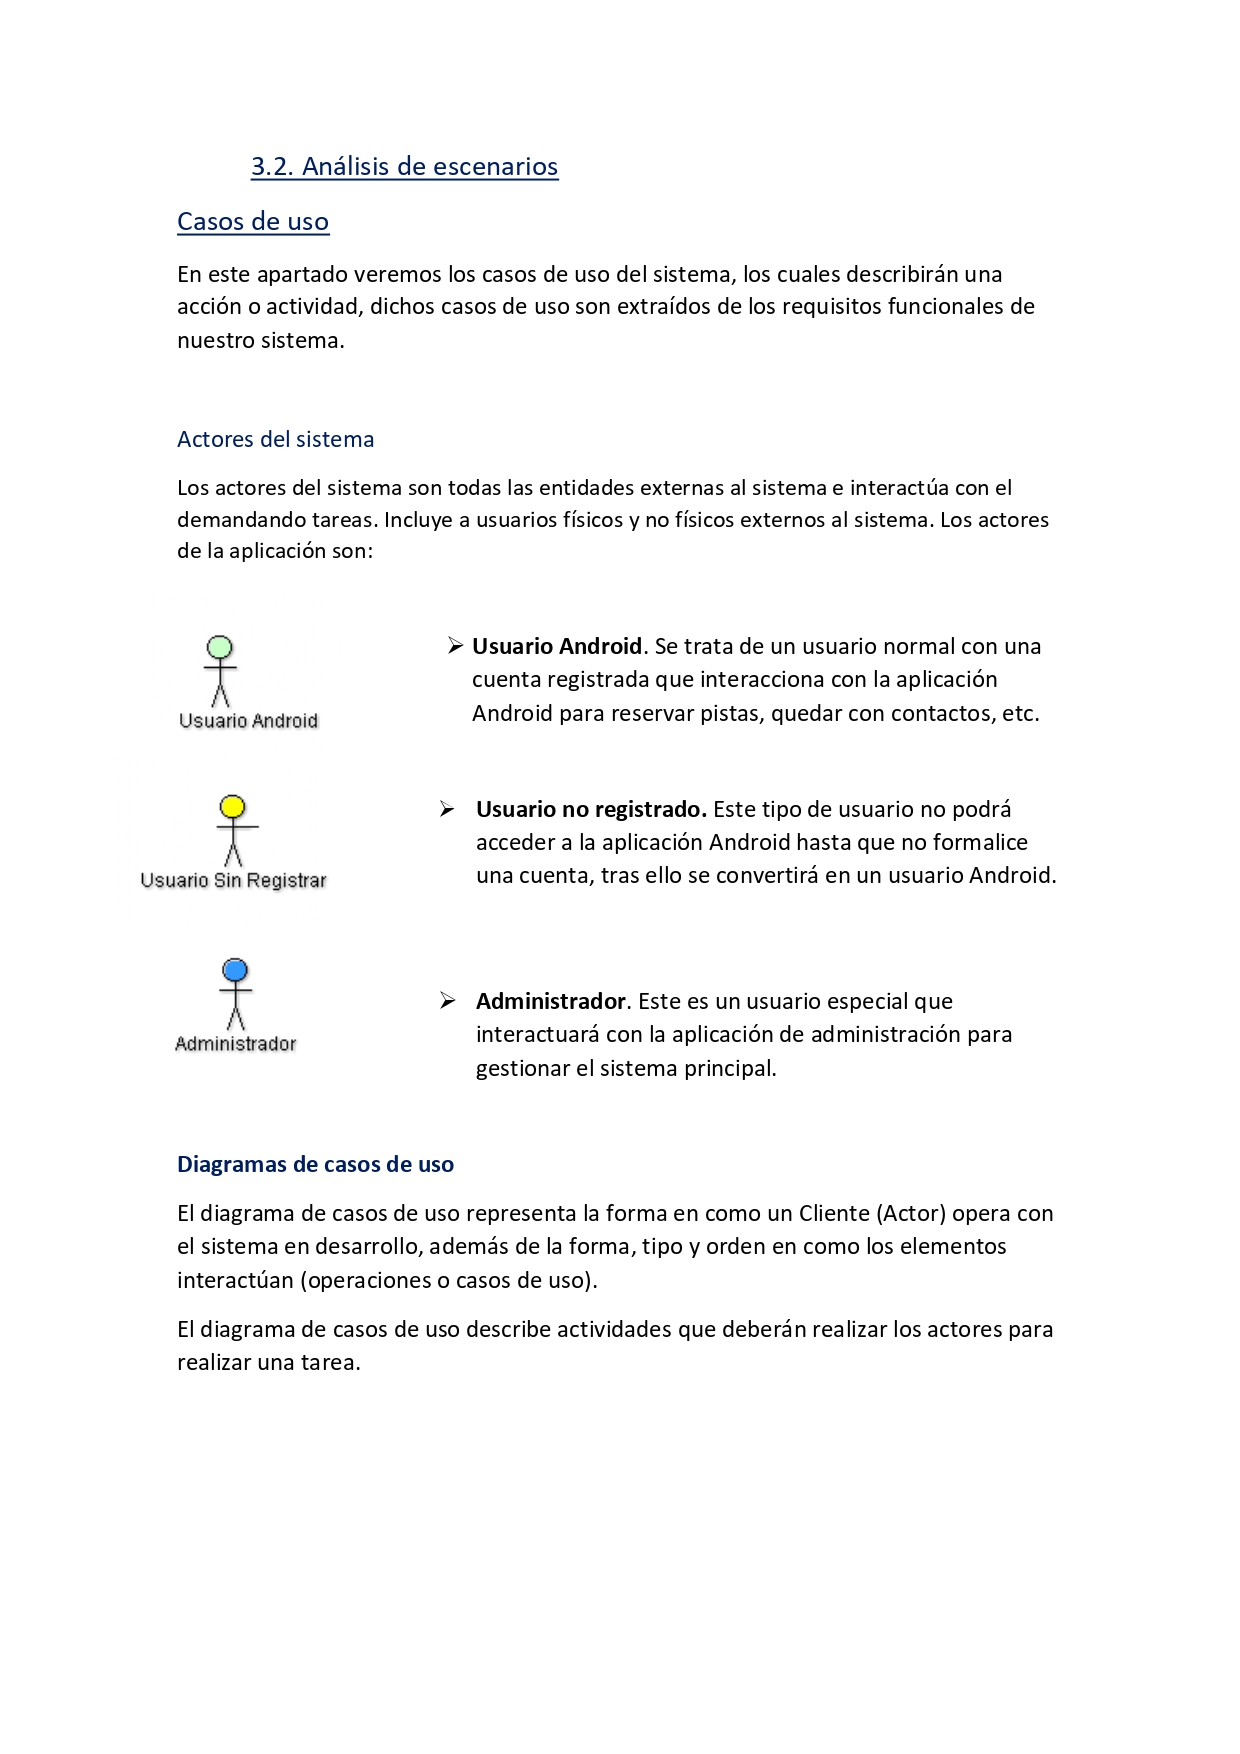 3.2. Análisis de escenarios
Casos de uso
En este apartado veremos los casos de uso del sistema, los cuales describirán una
acción o actividad, dichos casos de uso son extraídos de los requisitos funcionales de
nuestro sistema.
Actores del sistema
Los actores del sistema son todas las entidades externas al sistema e interactúa con el
demandando tareas. Incluye a usuarios físicos y no físicos externos al sistema. Los actores
de la aplicación son:
Usuario Android
➢ Usuario Android. Se trata de un usuario normal con una
cuenta registrada que interacciona con la aplicación
Android para reservar pistas, quedar con contactos, etc.
Usuario Sin Registrar
➢ Usuario no registrado. Este tipo de usuario no podrá
acceder a la aplicación Android hasta que no formalice
una cuenta, tras ello se convertirá en un usuario Android.
Administrador
➢ Administrador. Este es un usuario especial que
interactuará con la aplicación de administración para
gestionar el sistema principal.
Diagramas de casos de uso
El diagrama de casos de uso representa la forma en como un Cliente (Actor) opera con
el sistema en desarrollo, además de la forma, tipo y orden en como los elementos
interactúan (operaciones o casos de uso).
El diagrama de casos de uso describe actividades que deberán realizar los actores para
realizar una tarea.